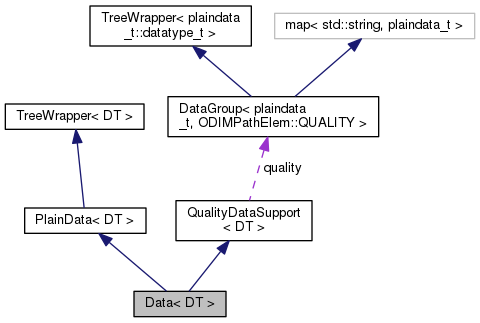 TreeWrapper< plaindata
_t::datatype_t >
map< std::string, plaindata_t >
TreeWrapper< DT >
DataGroup< plaindata
_t, ODIMPathElem::QUALITY >
quality
PlainData< DT >
QualityDataSupport
< DT >
Data< DT >